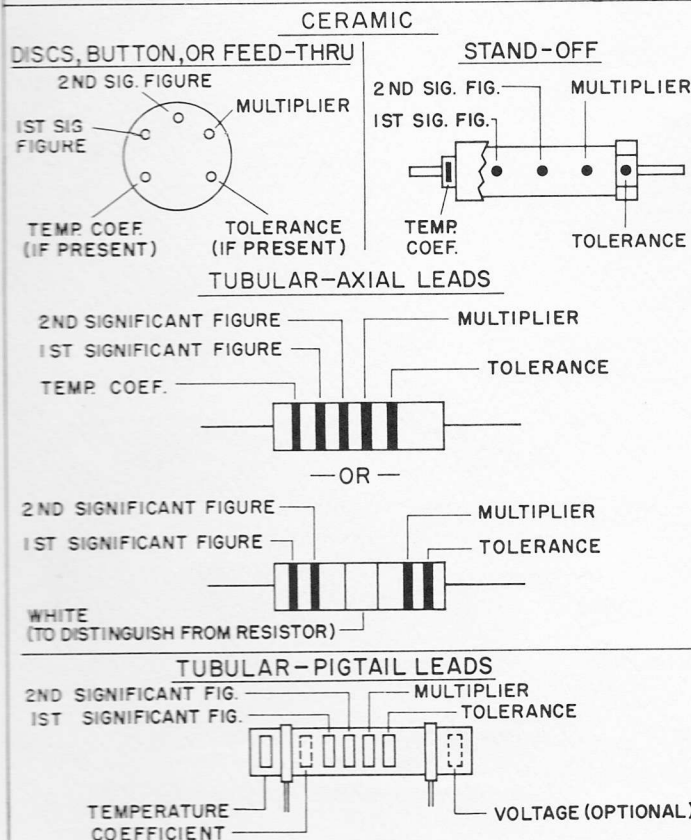 CERAMIC
DISCS, BUTTON, OR FEED-THRU
2ND SIG. FIGURE
MULTIPLIER
1ST SIG
FIGURE
TEMP. COEF.
(IF PRESENT)
TOLERANCE
(IF PRESENT)
STAND-OFF
2ND SIG. FIG.
MULTIPLIER
1ST SIG. FIG.
TEMP.
COEF.
TOLERANCE
TUBULAR-AXIAL LEADS
2ND SIGNIFICANT FIGURE
MULTIPLIER
1ST SIGNIFICANT FIGURE
TOLERANCE
TEMP. COEF.
—OR—
2ND SIGNIFICANT FIGURE
MULTIPLIER
1ST SIGNIFICANT FIGURE
TOLERANCE
WHITE
(TO DISTINGUISH FROM RESISTOR)
TUBULAR-PIGTAIL LEADS
2ND SIGNIFICANT FIG.
MULTIPLIER
1ST SIGNIFICANT FIG.
TOLERANCE
TEMPERATURE
COEFFICIENT
VOLTAGE (OPTIONAL)